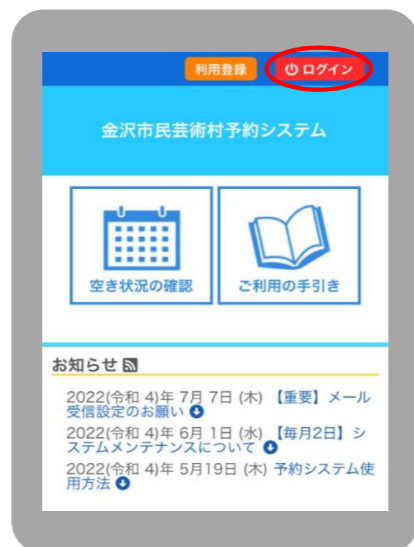 利用登録 ログイン
金沢市民芸術村予約システム
空き状況の確認 ご利用の手引き
お知らせ
2022(令和 4)年 7月 7日 (木) 【重要】メール
受信設定のお願い
2022(令和 4)年 6月 1日 (水) 【毎月2日】シ
ステムメンテナンスについて
2022(令和 4)年 5月19日 (木) 予約システム使
用方法